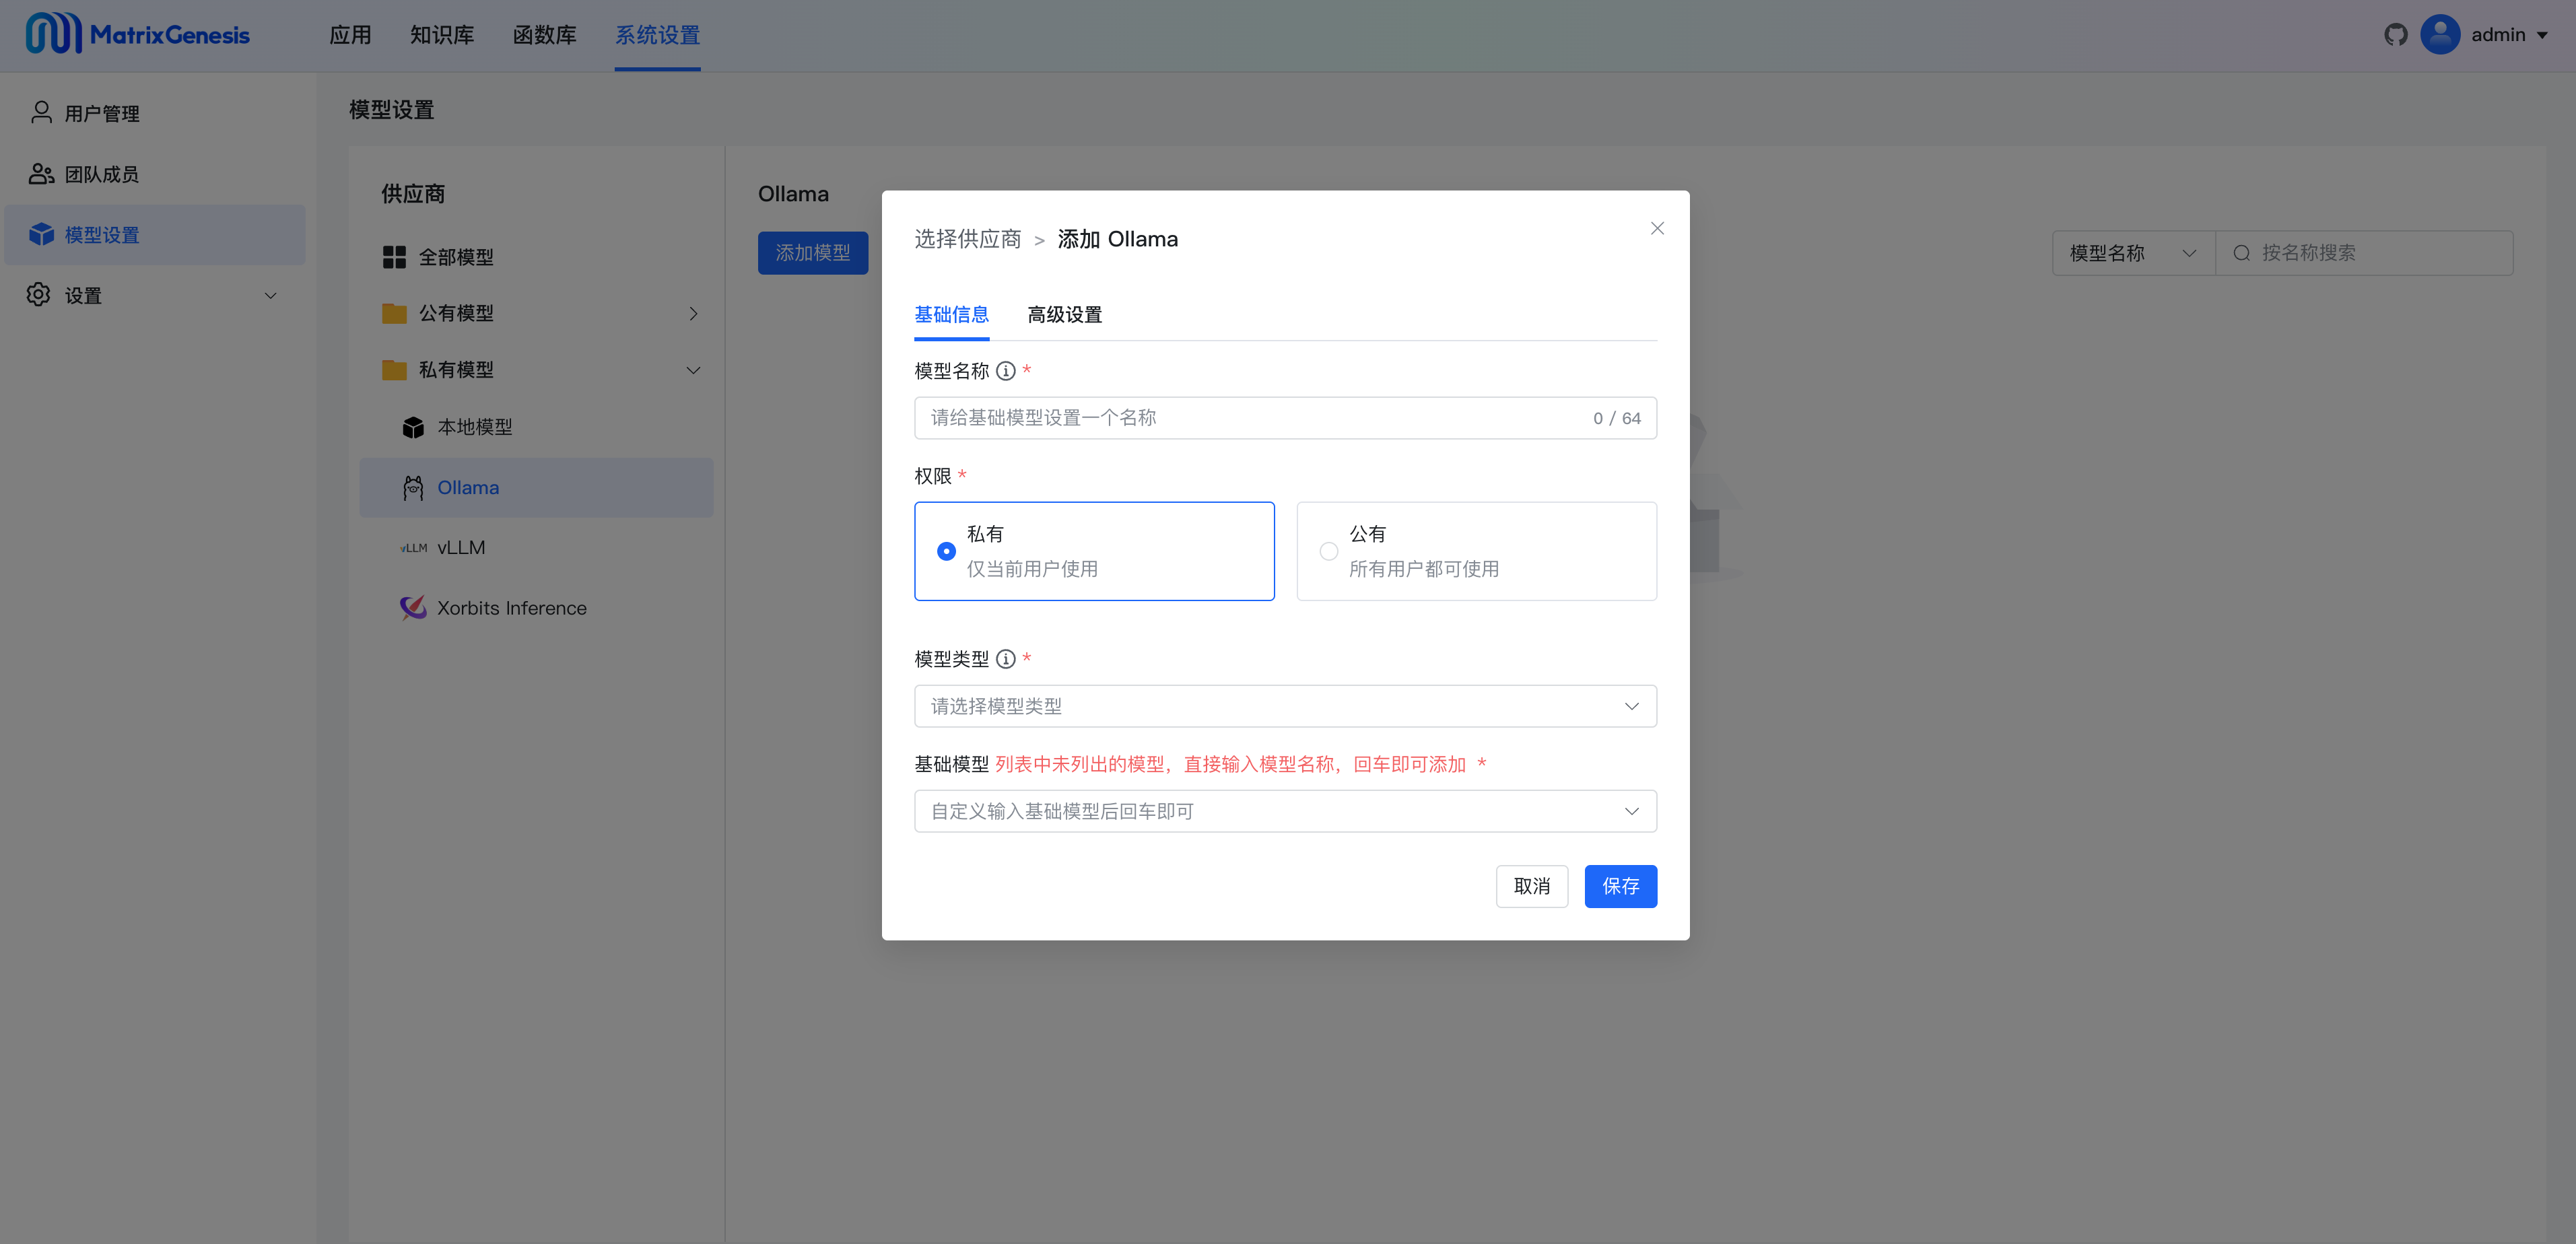 MatrixGenesis
应用 知识库 函数库 系统设置
admin
用户管理
团队成员
模型设置
设置
模型设置
供应商
全部模型
公有模型
私有模型
本地模型
Ollama
vLLM vLLM
Xorbits Inference
Ollama
添加模型
模型名称
按名称搜索
选择供应商 > 添加 Ollama
基础信息 高级设置
模型名称 *
请给基础模型设置一个名称 0 / 64
权限 *
私有
仅当前用户使用
公有
所有用户都可使用
模型类型 *
请选择模型类型
基础模型 列表中未列出的模型，直接输入模型名称，回车即可添加 *
自定义输入基础模型后回车即可
取消 保存